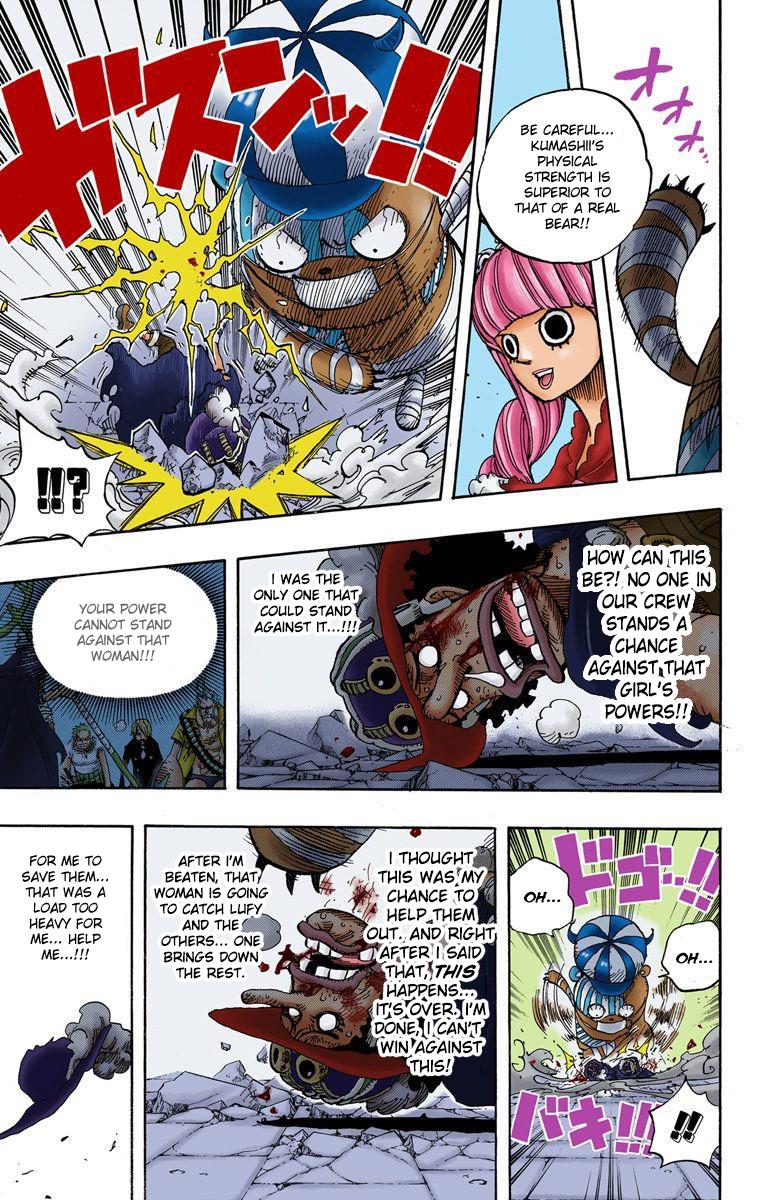 オオオ...
BE CAREFUL...
KUMASHII'S
PHYSICAL
STRENGTH IS
SUPERIOR TO
THAT OF A REAL
BEAR!!
ガスンッ!!
!!?
HOW CAN THIS
BE?! NO ONE IN
OUR CREW
STANDS A
CHANCE
AGAINST THAT
GIRL'S
POWERS!!
I WAS THE
ONLY ONE THAT
COULD STAND
AGAINST IT...!!!
YOUR POWER
CANNOT STAND
AGAINST THAT
WOMAN!!!
ドゴ..!!
OH...
OH...
バキ!!
!!
I THOUGHT
THIS WAS MY
CHANCE TO
HELP THEM
OUT. AND RIGHT
AFTER I SAID
THAT, THIS
HAPPENS...
IT'S OVER. I'M
DONE, I CAN'T
WIN AGAINST
THIS!
AFTER I'M
BEATEN, THAT
WOMAN IS GOING
TO CATCH LUFY
AND THE
OTHERS... ONE
BRINGS DOWN
THE REST.
FOR ME TO
SAVE THEM...
THAT WAS A
LOAD TOO
HEAVY FOR
ME... HELP
ME...!!!